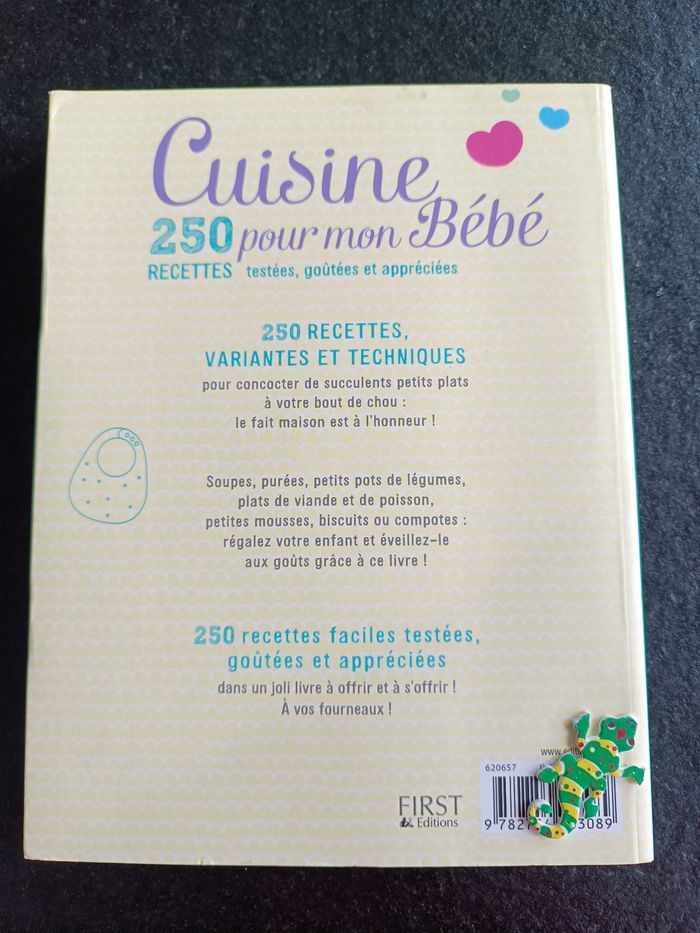 Cuisine
250 pour mon Bébé
RECETTES testées, goûtées et appréciées
250 RECETTES,
VARIANTES ET TECHNIQUES
pour concocter de succulents petits plats
à votre bout de chou :
le fait maison est à l'honneur !
Soupes, purées, petits pots de légumes,
plats de viande et de poisson,
petites mousses, biscuits ou compotes :
régalez votre enfant et éveillez-le
aux goûts grâce à ce livre !
250 recettes faciles testées,
goûtées et appréciées
dans un joli livre à offrir et à s'offrir !
À vos fourneaux !
620657
FIRST
Editions